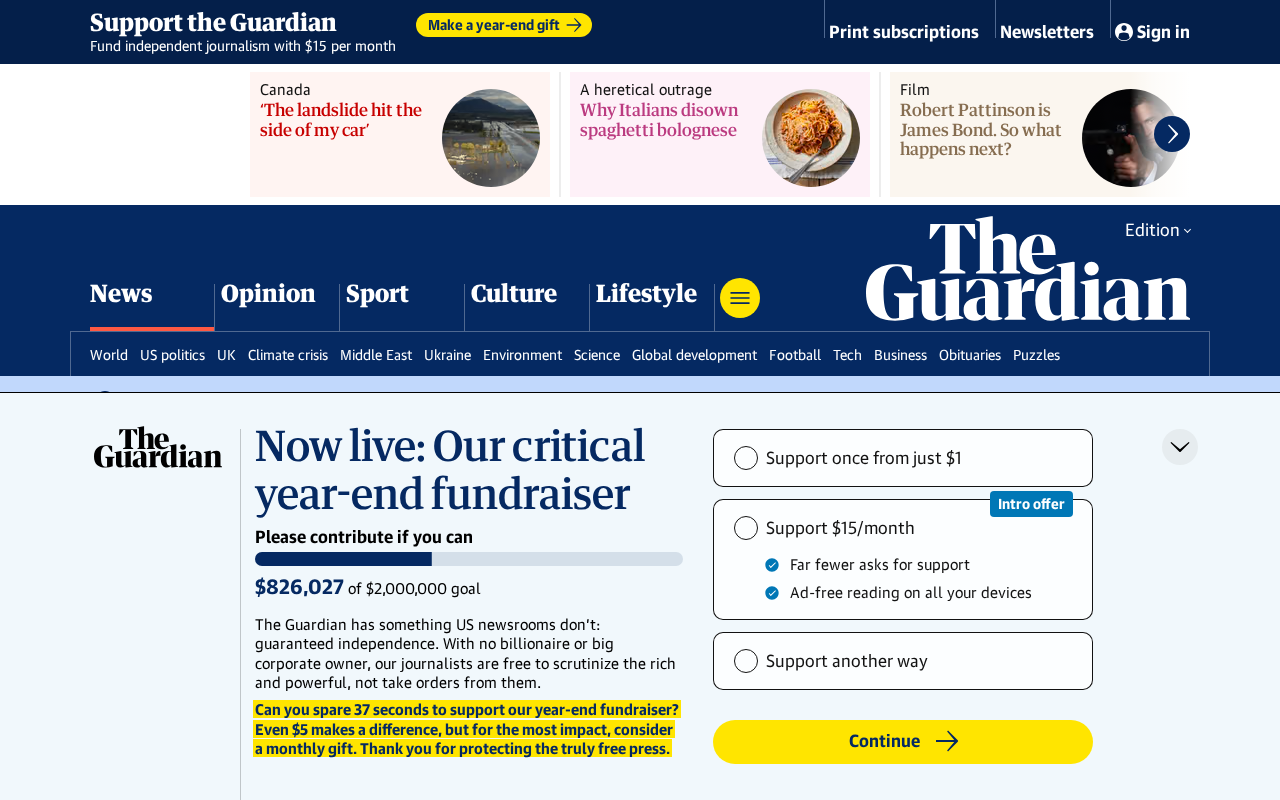 Support the Guardian
Fund independent journalism with $15 per month
Make a year-end gift
Print subscriptions
Newsletters
Sign in
Canada
‘The landslide hit the
side of my car’
A heretical outrage
Why Italians disown
spaghetti bolognese
Film
Robert Pattinson is
James Bond. So what
happens next?
Edition
The
Guardian
News
Opinion
Sport
Culture
Lifestyle
World US politics UK Climate crisis Middle East Ukraine Environment Science Global development Football Tech Business Obituaries Puzzles
The
Guardian
Now live: Our critical
year-end fundraiser
Please contribute if you can
$826,027 of $2,000,000 goal
The Guardian has something US newsrooms don’t:
guaranteed independence. With no billionaire or big
corporate owner, our journalists are free to scrutinize the rich
and powerful, not take orders from them.
Can you spare 37 seconds to support our year-end fundraiser?
Even $5 makes a difference, but for the most impact, consider
a monthly gift. Thank you for protecting the truly free press.
Support once from just $1
Intro offer
Support $15/month
Far fewer asks for support
Ad-free reading on all your devices
Support another way
Continue